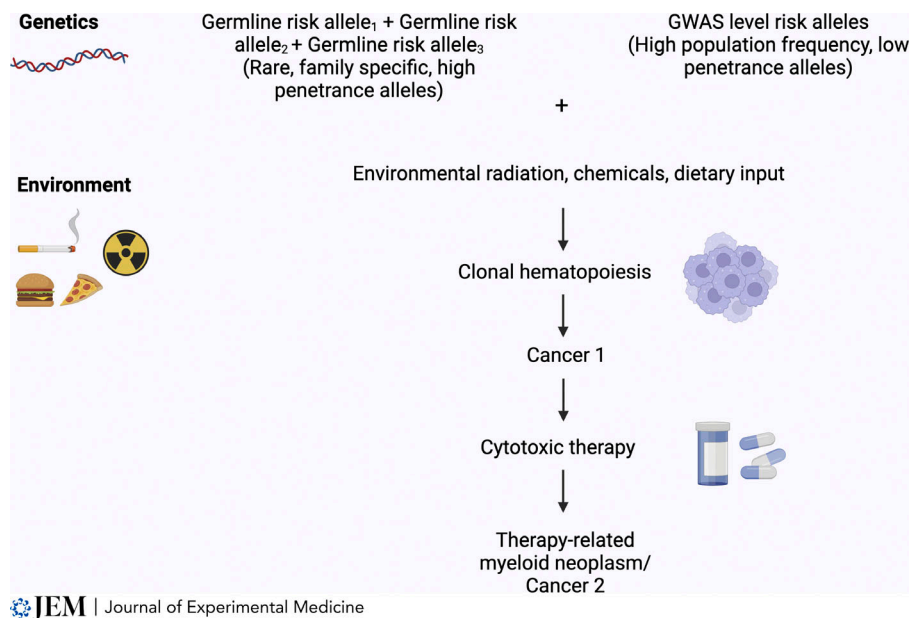 Genetics
Germline risk allele₁ + Germline risk
allele₂ + Germline risk allele₃
(Rare, family specific, high
penetrance alleles)
GWAS level risk alleles
(High population frequency, low
penetrance alleles)
+
Environment
Environmental radiation, chemicals, dietary input
Clonal hematopoiesis
Cancer 1
Cytotoxic therapy
Therapy-related
myeloid neoplasm/
Cancer 2
JEM | Journal of Experimental Medicine